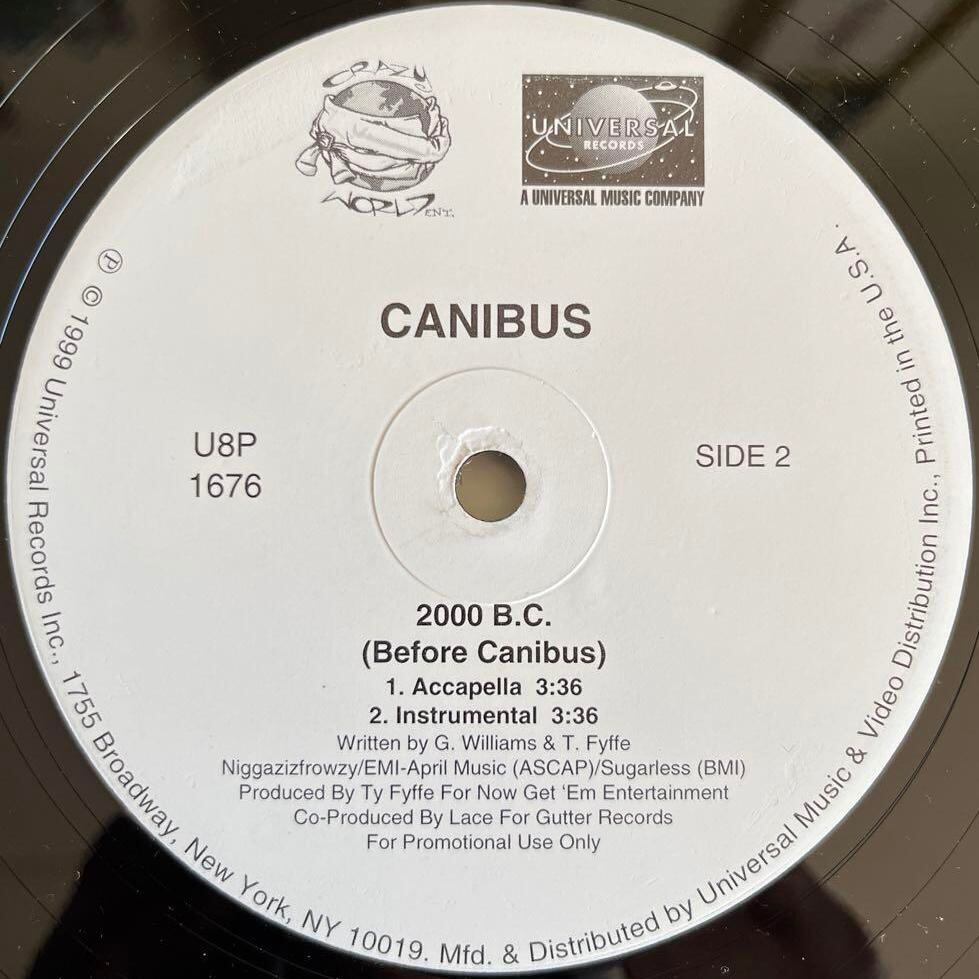 CRAZY
WORLD ENT.
UNIVERSAL
RECORDS
A UNIVERSAL MUSIC COMPANY
CANIBUS
U8P
1676
SIDE 2
2000 B.C.
(Before Canibus)
1. Accapella 3:36
2. Instrumental 3:36
Written by G. Williams & T. Fyffe
Niggazizfrowzy/EMI-April Music (ASCAP)/Sugarless (BMI)
Produced By Ty Fyffe For Now Get ‘Em Entertainment
Co-Produced By Lace For Gutter Records
For Promotional Use Only
℗ © 1999 Universal Records Inc., 1755 Broadway, New York, NY 10019. Mfd. & Distributed by Universal Music & Video Distribution Inc., Printed in the U.S.A.